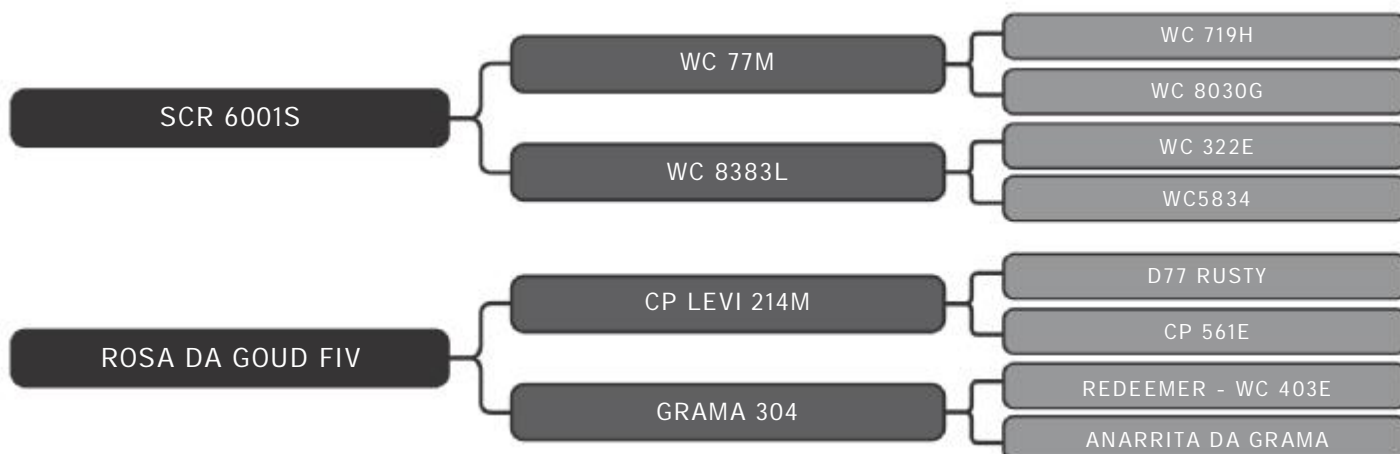 SCR 6001S
WC 77M
WC 719H
WC 8030G
WC 8383L
WC 322E
WC5834
ROSA DA GOUD FIV
CP LEVI 214M
D77 RUSTY
CP 561E
GRAMA 304
REDEEMER - WC 403E
ANARRITA DA GRAMA